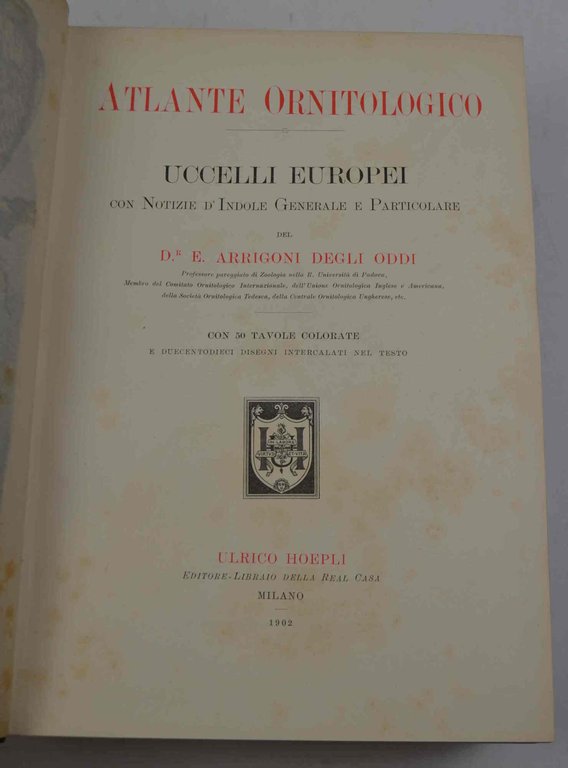 ATLANTE ORNITOLOGICO
UCCELLI EUROPEI
CON NOTIZIE D'INDOLE GENERALE E PARTICOLARE
DEL
D.R E. ARRIGONI DEGLI ODDI
Professore pareggiato di Zoologia nella R. Università di Padova,
Membro del Comitato Ornitologico Internazionale, dell'Unione Ornitologica Inglese e Americana,
della Società Ornitologica Tedesca, della Centrale Ornitologica Ungherese, etc.
CON 50 TAVOLE COLORATE
E DUECENTODIECI DISEGNI INTERCALATI NEL TESTO
ULRICO HOEPLI
EDITORE-LIBRAIO DELLA REAL CASA
MILANO
1902